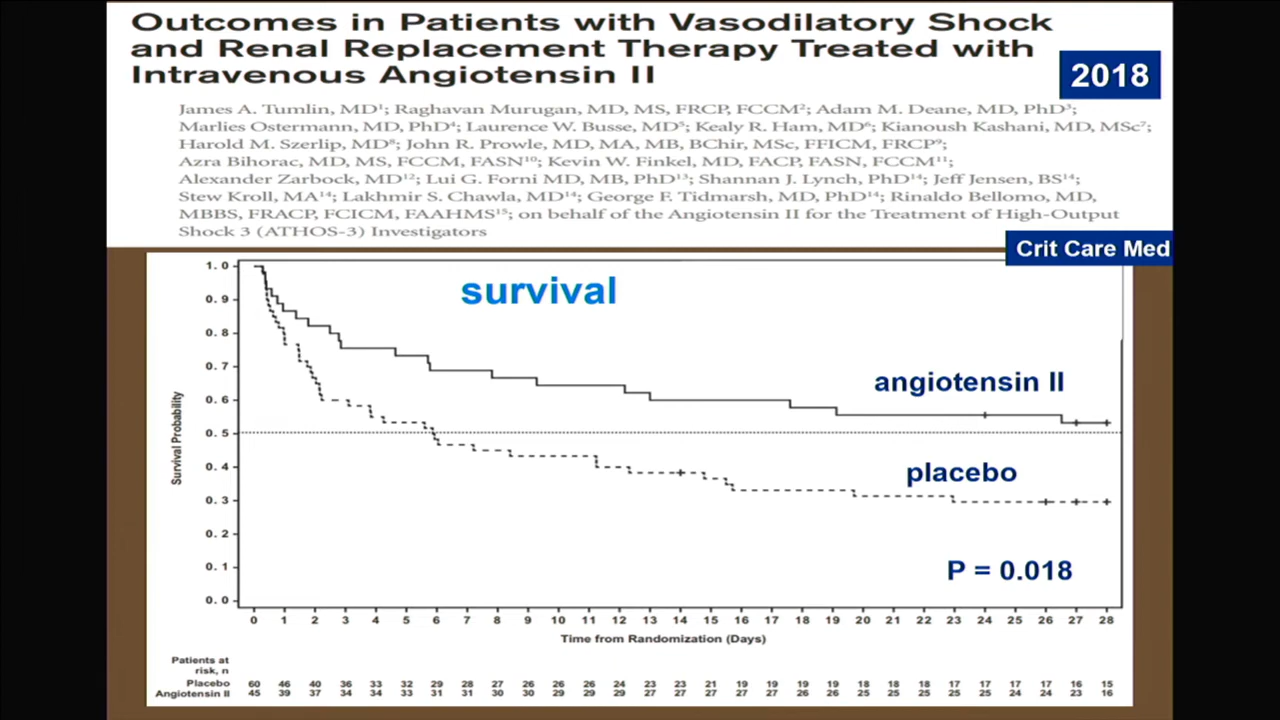 Outcomes in Patients with Vasodilatory Shock
and Renal Replacement Therapy Treated with
Intravenous Angiotensin II
2018
James A. Tumlin, MD1; Raghavan Murugan, MD, MS, FRCP, FCCM2; Adam M. Deane, MD, PhD3;
Marlies Ostermann, MD, PhD4; Laurence W. Busse, MD5; Kealy R. Ham, MD6; Kianoush Kashani, MD, MSc7;
Harold M. Szerlip, MD8; John R. Prowle, MD, MA, MB, BChir, MSc, FFICM, FRCP9;
Azra Bihorac, MD, MS, FCCM, FASN10; Kevin W. Finkel, MD, FACP, FASN, FCCM11;
Alexander Zarbock, MD12; Lui G. Forni MD, MB, PhD13; Shannan J. Lynch, PhD14; Jeff Jensen, BS14;
Stew Kroll, MA14; Lakhmir S. Chawla, MD14; George F. Tidmarsh, MD, PhD14; Rinaldo Bellomo, MD,
MBBS, FRACP, FCICM, FAAHMS15; on behalf of the Angiotensin II for the Treatment of High-Output
Shock 3 (ATHOS-3) Investigators
Crit Care Med
survival
1.0
0.9
0.8
0.7
0.6
0.5
0.4
0.3
0.2
0.1
0.0
Survival Probability
angiotensin II
placebo
P = 0.018
0 1 2 3 4 5 6 7 8 9 10 11 12 13 14 15 16 17 18 19 20 21 22 23 24 25 26 27 28
Time from Randomization (Days)
Patients at
risk, n
Placebo 60 46 40 36 33 32 29 28 27 26 26 26 24 23 23 21 19 19 19 19 18 18 18 17 17 17 17 16 15
Angiotensin II 45 39 37 34 34 33 31 31 30 30 29 29 29 27 27 27 27 27 26 26 25 25 25 25 25 24 24 23 16